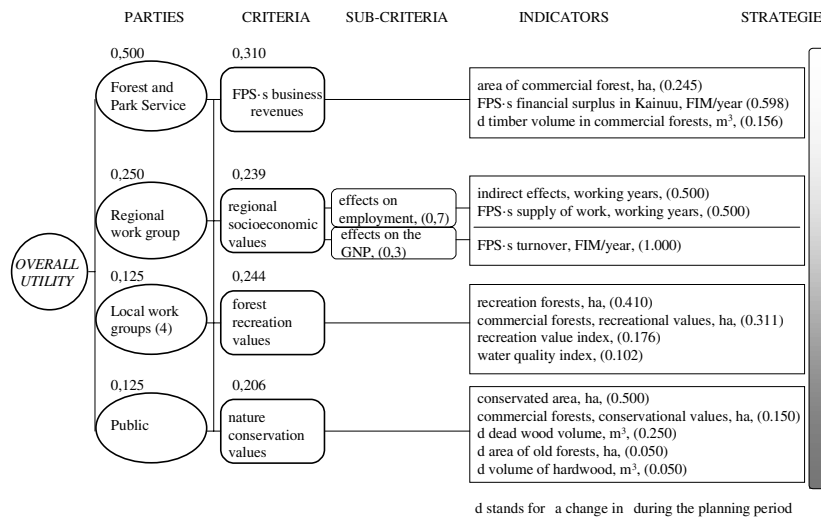 PARTIES CRITERIA SUB-CRITERIA INDICATORS STRATEGIE
0,500 0,310
Forest and
Park Service
FPS·s business
revenues
area of commercial forest, ha, (0.245)
FPS·s financial surplus in Kainuu, FIM/year (0.598)
d timber volume in commercial forests, m³, (0.156)
0,250 0,239
Regional
work group
regional
socioeconomic
values
effects on
employment, (0,7)
effects on the
GNP, (0,3)
indirect effects, working years, (0.500)
FPS·s supply of work, working years, (0.500)
FPS·s turnover, FIM/year, (1.000)
OVERALL
UTILITY
0,125 0,244
Local work
groups (4)
forest
recreation
values
recreation forests, ha, (0.410)
commercial forests, recreational values, ha, (0.311)
recreation value index, (0.176)
water quality index, (0.102)
0,125 0,206
Public
nature
conservation
values
conservated area, ha, (0.500)
commercial forests, conservational values, ha, (0.150)
d dead wood volume, m³, (0.250)
d area of old forests, ha, (0.050)
d volume of hardwood, m³, (0.050)
d stands for a change in during the planning period